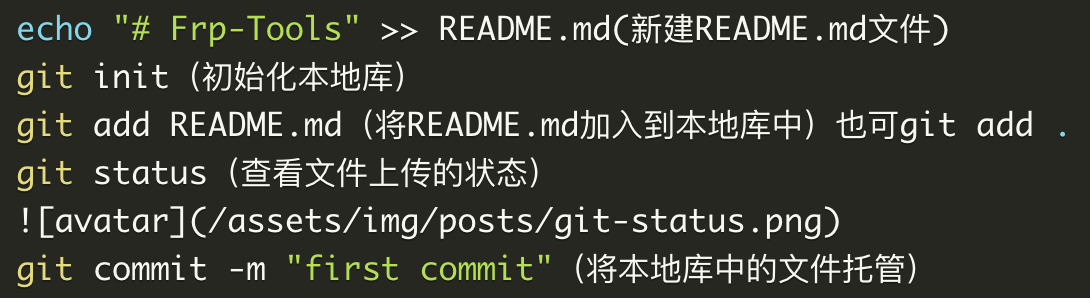 echo "# Frp-Tools" >> README.md(新建README.md文件)
git init（初始化本地库）
git add README.md（将README.md加入到本地库中）也可git add .
git status（查看文件上传的状态）
![avatar](/assets/img/posts/git-status.png)
git commit -m "first commit"（将本地库中的文件托管）